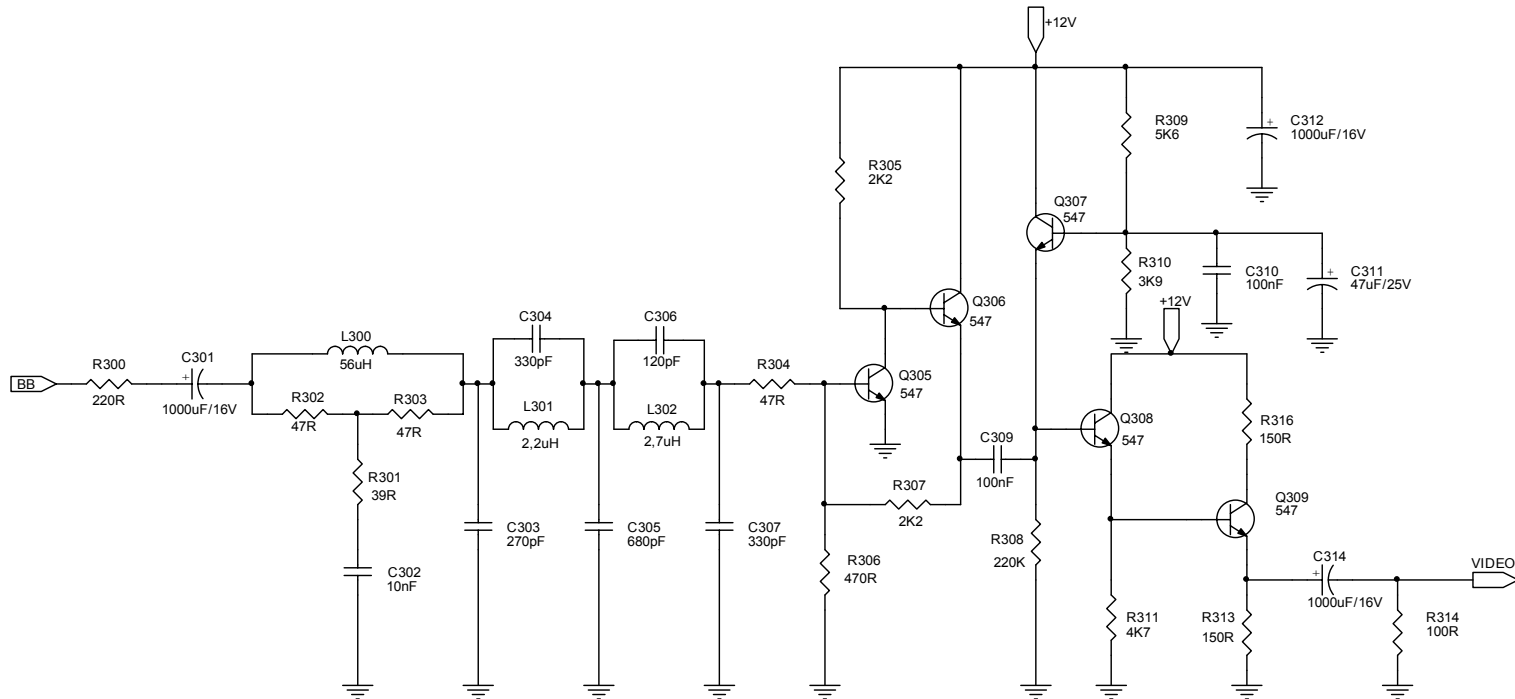 +12V
R309
5K6
C312
1000uF/16V
R305
2K2
Q307
547
R310
3K9
C310
100nF
C311
47uF/25V
+12V
Q306
547
C304
330pF
C306
120pF
L300
56uH
BB
R300
220R
C301
1000uF/16V
R302
47R
R303
47R
L301
2,2uH
L302
2,7uH
R304
47R
Q305
547
Q308
547
R316
150R
C309
100nF
R301
39R
R307
2K2
Q309
547
C303
270pF
C305
680pF
C307
330pF
R308
220K
R306
470R
C302
10nF
C314
1000uF/16V
VIDEO
R311
4K7
R313
150R
R314
100R